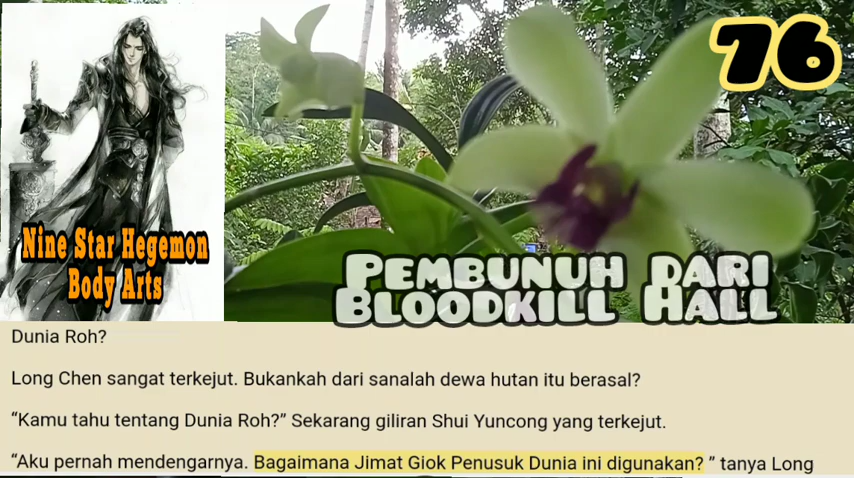 76
Nine Star Hegemon
Body Arts
PEMBUNUH DARI
BLOODKILL HALL
Dunia Roh?
Long Chen sangat terkejut. Bukankah dari sanalah dewa hutan itu berasal?
“Kamu tahu tentang Dunia Roh?” Sekarang giliran Shui Yuncong yang terkejut.
“Aku pernah mendengarnya. Bagaimana Jimat Giok Penusuk Dunia ini digunakan? ” tanya Long